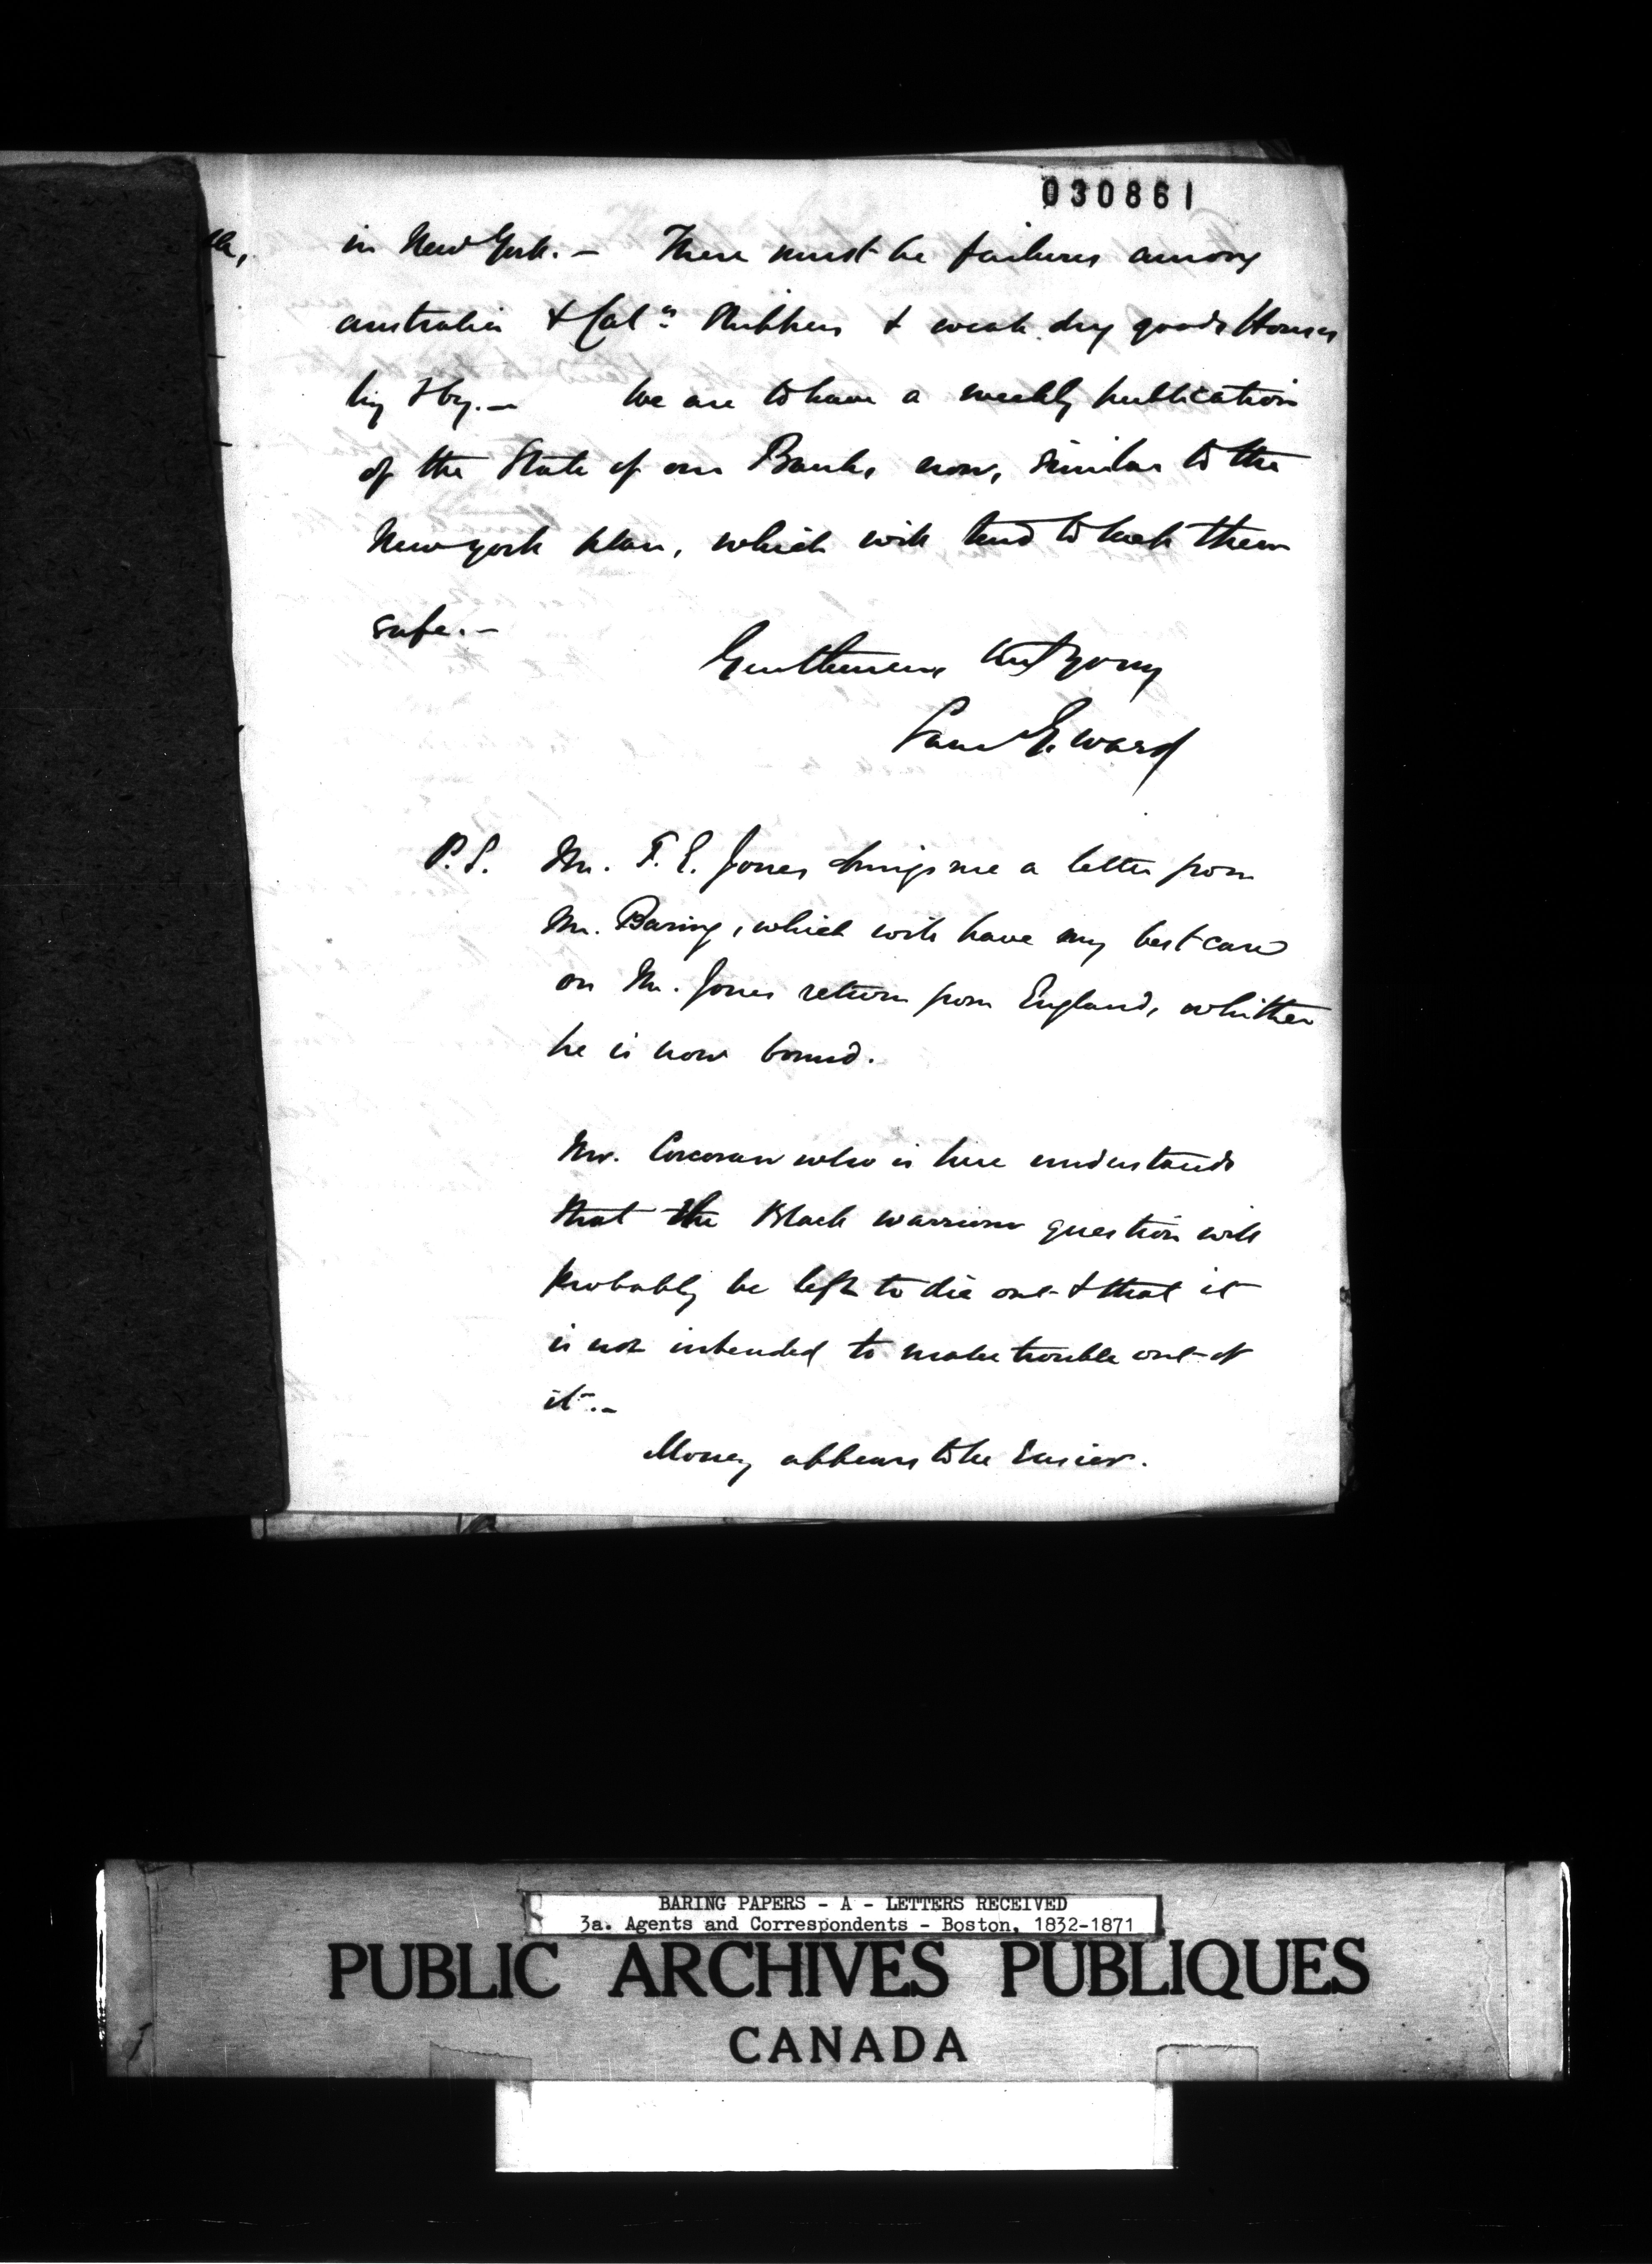 030861
in New York. — There must be failures among
australia & Cal<sup>a</sup>: Shippers & weak dry goods Houses
by & by. — We are to have a weekly publication
of the State of our Banks now, similar to the
New york plan, which will tend to keep them
safe. —
Gentlemen
Sam<sup>l</sup> G. Ward
P.S. Mr. F. E. Jones brings me a letter from
Mr. Baring, which will have my best care
on Mr. Jones return from England, whither
he is now bound.
Mr. Corcoran who is here understands
that the Black warrior question will
probably be left to die out & that it
is not intended to make trouble out of
it. —
Money appears to be Easier.
BARING PAPERS - A - LETTERS RECEIVED
3a. Agents and Correspondents - Boston, 1832-1871
PUBLIC ARCHIVES PUBLIQUES
CANADA